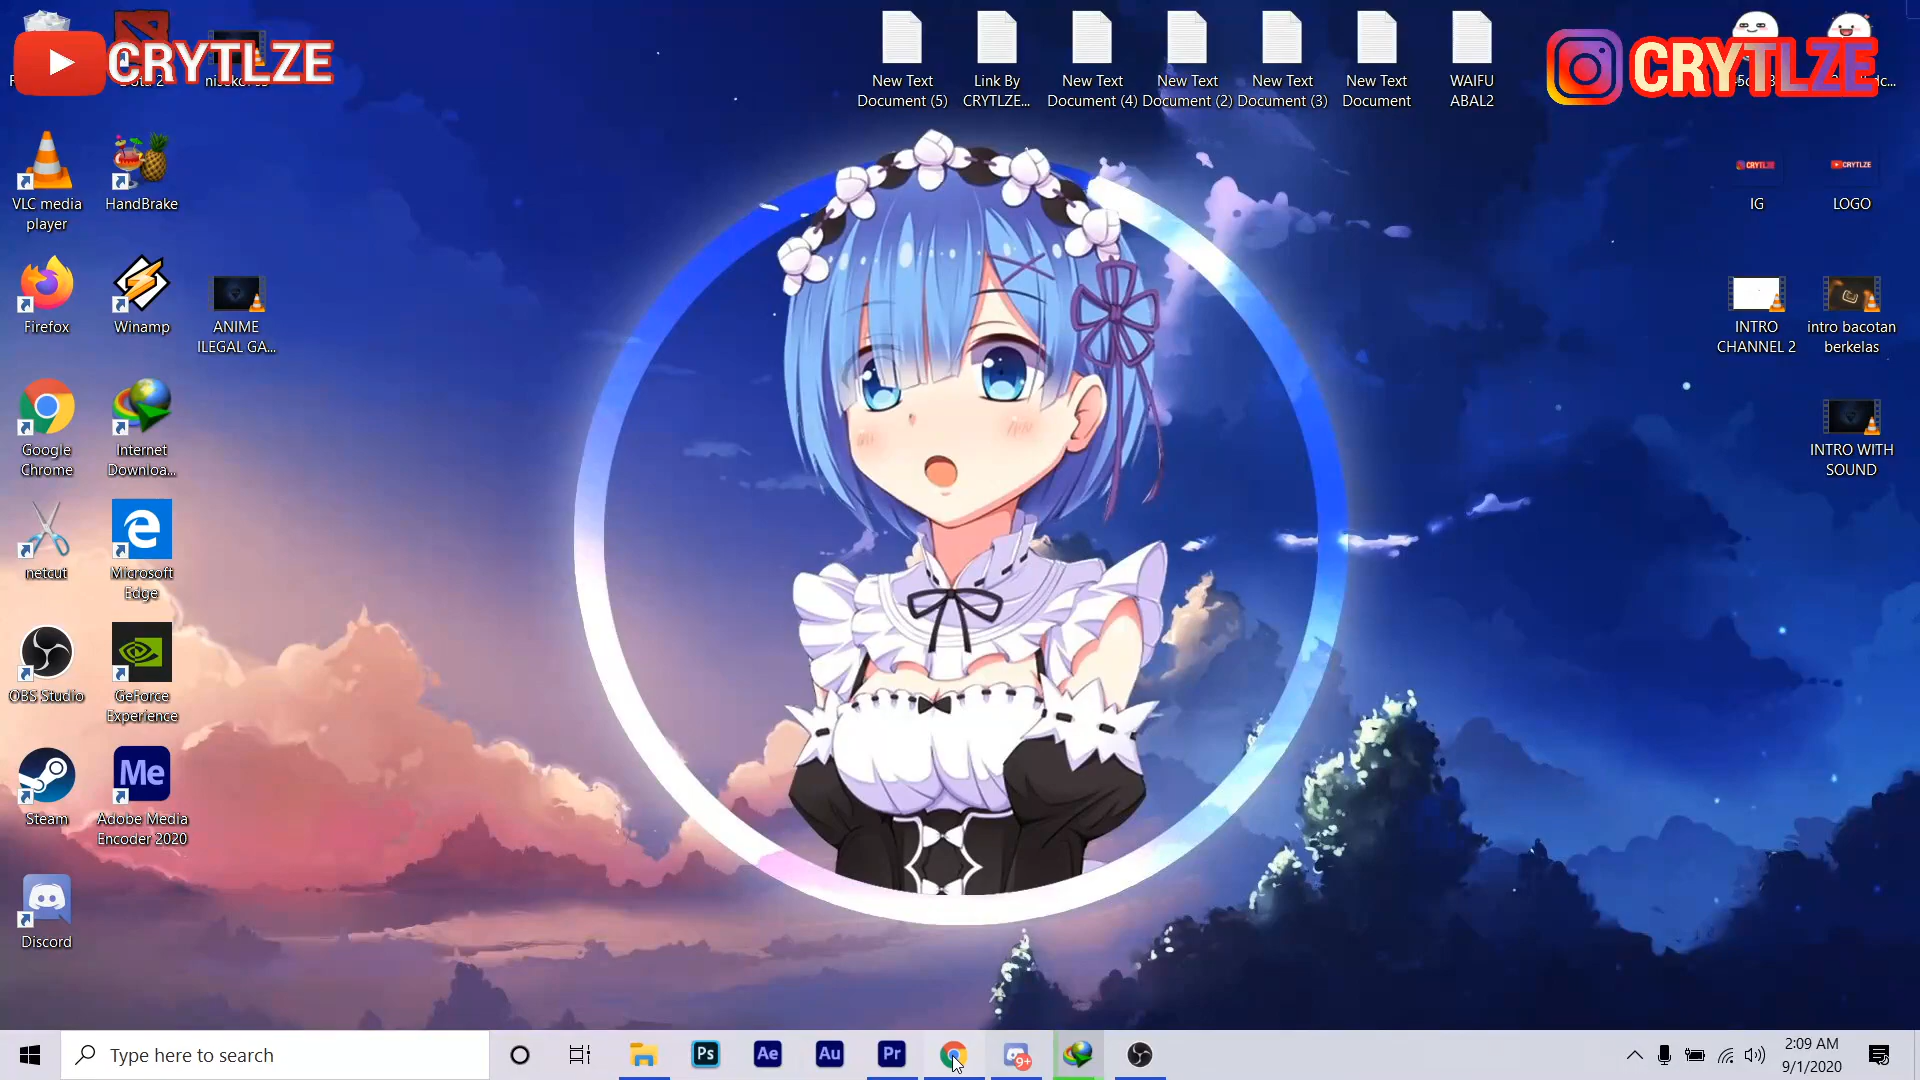 CRYTLZE
New Text
Document (5)
Link By
CRYTLZE...
New Text
Document (4)
New Text
Document (2)
New Text
Document (3)
New Text
Document
WAIFU
ABAL2
CRYTLZE
VLC media
player
HandBrake
CRYTLZE
IG
CRYTLZE
LOGO
Firefox
Winamp
ANIME
ILEGAL GA...
INTRO
CHANNEL 2
intro bacotan
berkelas
Google
Chrome
Internet
Downloa...
INTRO WITH
SOUND
netcut
Microsoft
Edge
OBS Studio
GeForce
Experience
Steam
Me
Adobe Media
Encoder 2020
Discord
Type here to search
Ps
Ae
Au
Pr
9+
2:09 AM
9/1/2020